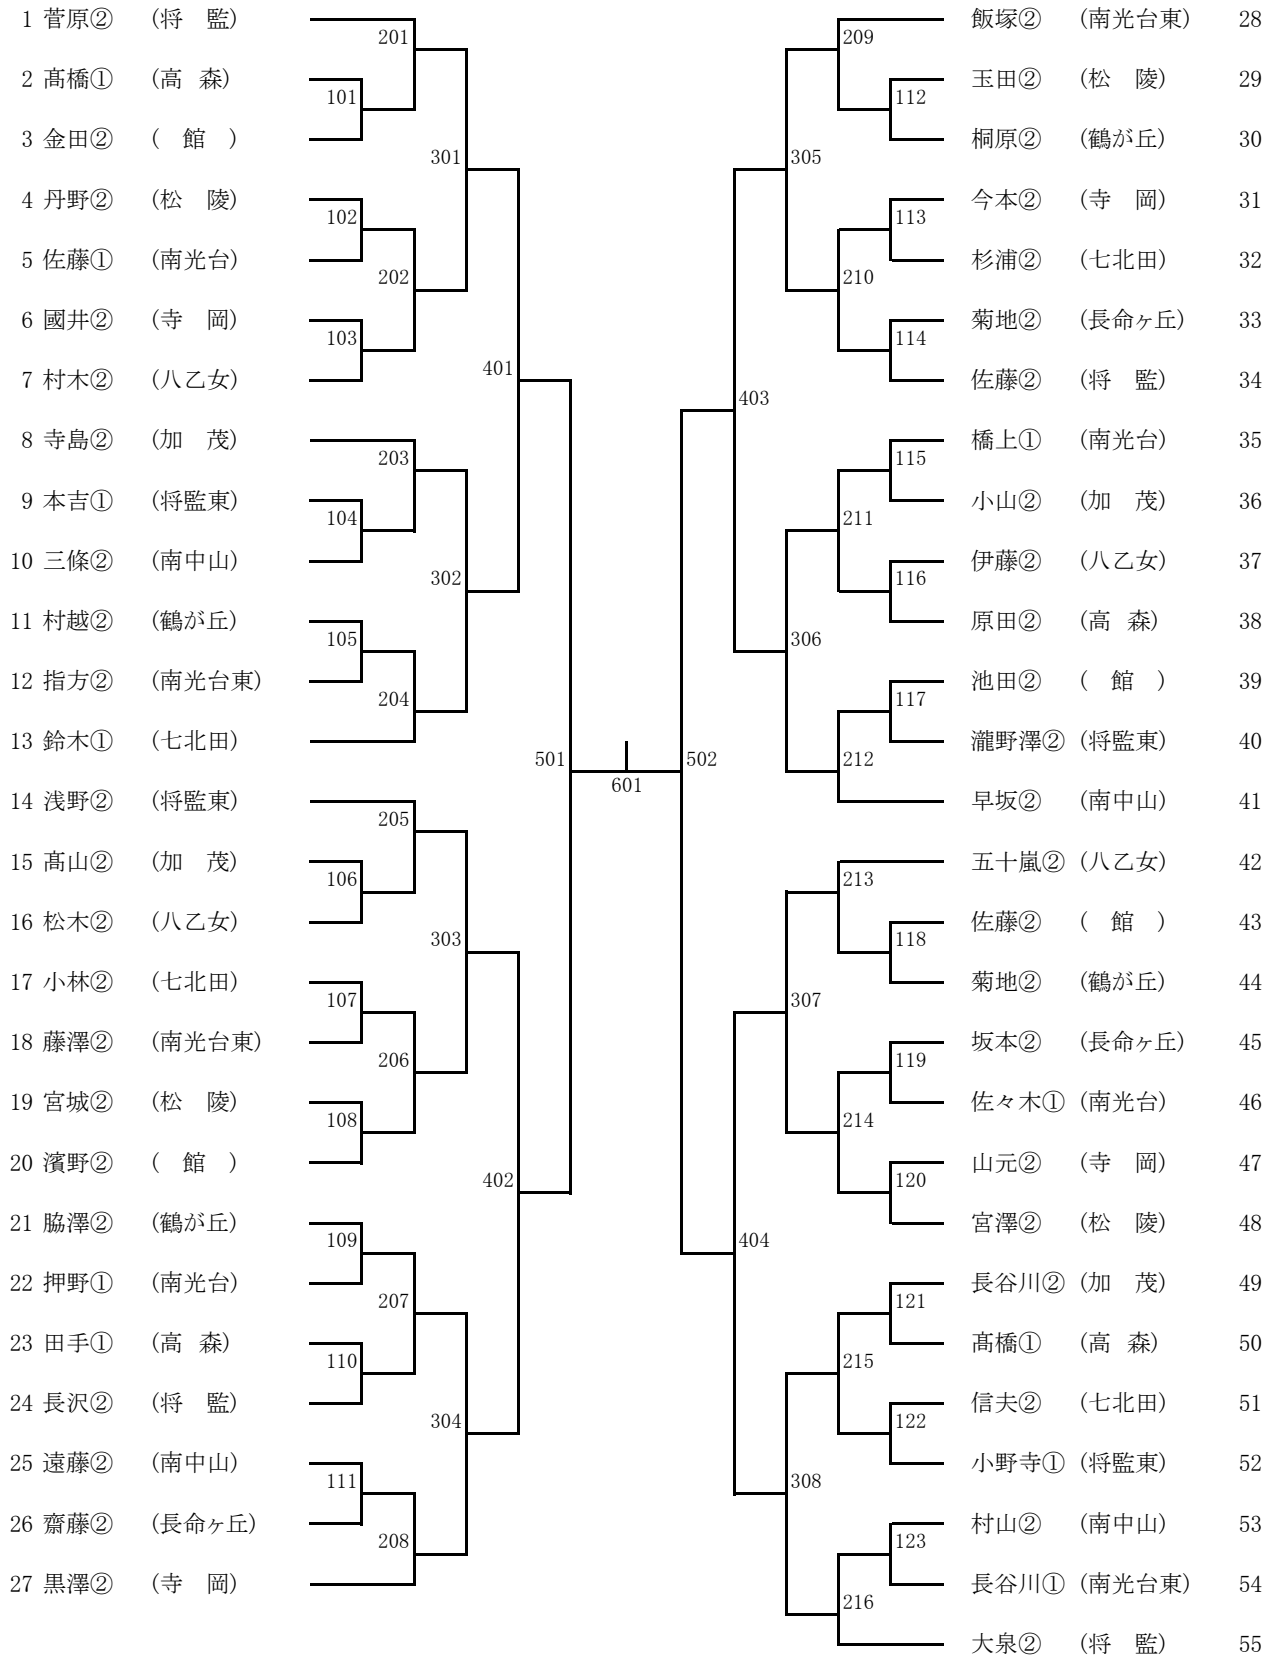 1 菅原② (将　監)
201
2 髙橋① (高 森)
101
3 金田② (　館　)
301
4 丹野② (松　陵)
102
5 佐藤① (南光台)
202
6 國井② (寺　岡)
103
7 村木② (八乙女)
401
8 寺島② (加　茂)
203
9 本吉① (将監東)
104
10 三條② (南中山)
302
11 村越② (鶴が丘)
105
12 指方② (南光台東)
204
13 鈴木① (七北田)
501
14 浅野② (将監東)
205
15 髙山② (加　茂)
106
16 松木② (八乙女)
303
17 小林② (七北田)
107
18 藤澤② (南光台東)
206
19 宮城② (松　陵)
108
20 濱野② (　館　)
402
21 脇澤② (鶴が丘)
109
22 押野① (南光台)
207
23 田手① (高 森)
110
24 長沢② (将　監)
304
25 遠藤② (南中山)
111
26 齋藤② (長命ヶ丘)
208
27 黒澤② (寺　岡)
601
飯塚② (南光台東) 28
209
玉田② (松　陵) 29
112
桐原② (鶴が丘) 30
305
今本② (寺　岡) 31
113
杉浦② (七北田) 32
210
菊地② (長命ヶ丘) 33
114
佐藤② (将　監) 34
403
橋上① (南光台) 35
115
小山② (加　茂) 36
211
伊藤② (八乙女) 37
116
原田② (高 森) 38
306
池田② (　館　) 39
117
瀧野澤② (将監東) 40
212
502
早坂② (南中山) 41
五十嵐② (八乙女) 42
213
佐藤② (　館　) 43
118
菊地② (鶴が丘) 44
307
坂本② (長命ヶ丘) 45
119
佐々木① (南光台) 46
214
山元② (寺　岡) 47
120
宮澤② (松　陵) 48
404
長谷川② (加　茂) 49
121
髙橋① (高 森) 50
215
信夫② (七北田) 51
122
小野寺① (将監東) 52
308
村山② (南中山) 53
123
長谷川① (南光台東) 54
216
大泉② (将　監) 55